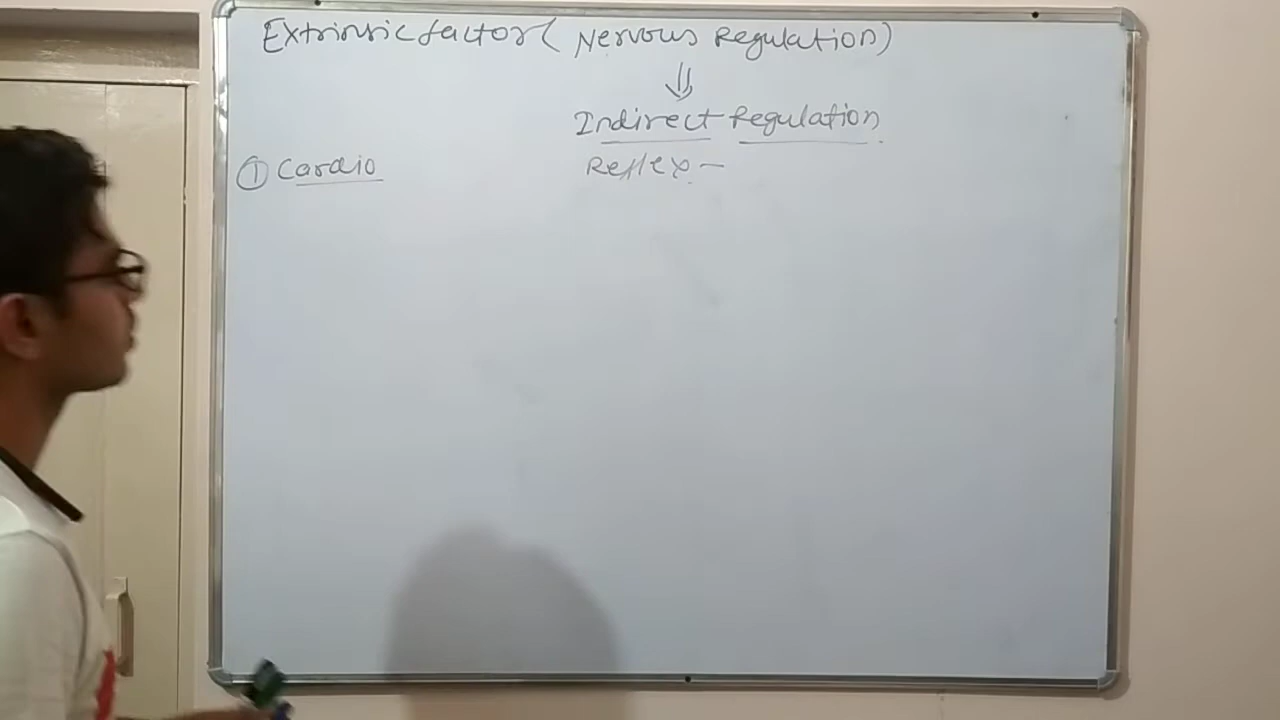 Extrinsic factor ( Nervous Regulation)
⇓
Indirect Regulation
① Cardio
Reflex –